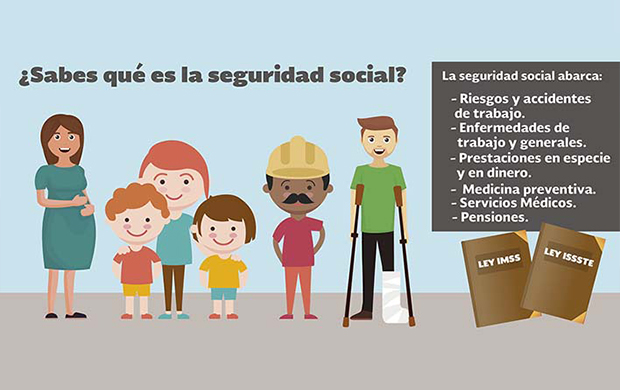 ¿Sabes qué es la seguridad social?
La seguridad social abarca:
- Riesgos y accidentes
de trabajo.
- Enfermedades de
trabajo y generales.
- Prestaciones en especie
y en dinero.
- Medicina preventiva.
- Servicios Médicos.
- Pensiones.
LEY IMSS
LEY ISSSTE